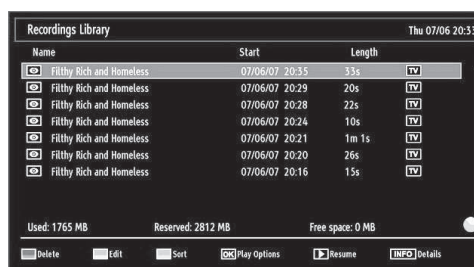 Recordings Library Thu 07/06 20:33
Name Start Length
Filthy Rich and Homeless 07/06/07 20:35 33s TV
Filthy Rich and Homeless 07/06/07 20:29 20s TV
Filthy Rich and Homeless 07/06/07 20:28 22s TV
Filthy Rich and Homeless 07/06/07 20:24 10s TV
Filthy Rich and Homeless 07/06/07 20:21 1m 1s TV
Filthy Rich and Homeless 07/06/07 20:20 26s TV
Filthy Rich and Homeless 07/06/07 20:16 15s TV
Used: 1765 MB Reserved: 2812 MB Free space: 0 MB
Delete Edit Sort OK Play Options Resume INFO Details